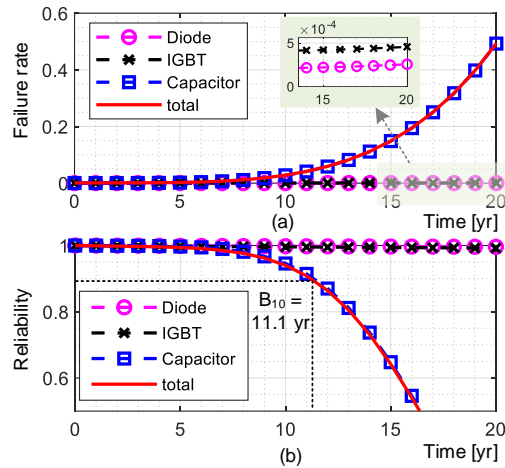 0.6
0.4
0.2
0
Failure rate
Diode
IGBT
Capacitor
total
5 ×10⁻⁴
0
15 20
0 5 10 15 20
(a)
Time [yr]
1
0.8
0.6
Reliability
B₁₀ =
11.1 yr
Diode
IGBT
Capacitor
total
0 5 10 15 20
(b)
Time [yr]